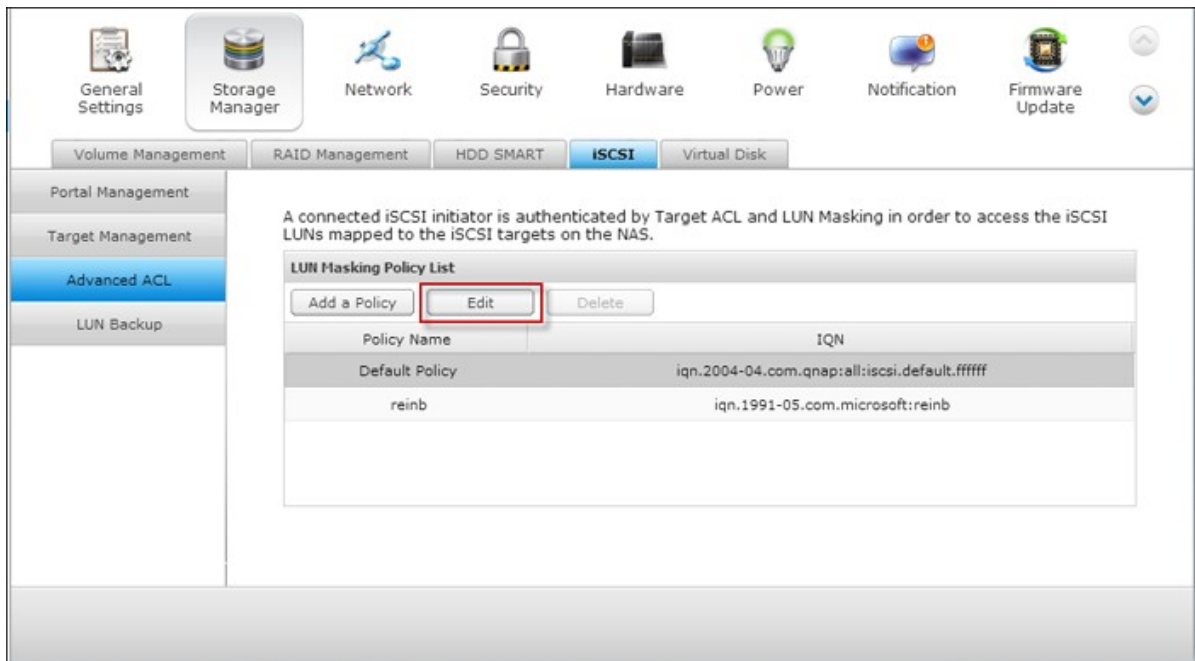 General Settings
Storage Manager
Network
Security
Hardware
Power
Notification
Firmware Update
Volume Management
RAID Management
HDD SMART
iSCSI
Virtual Disk
Portal Management
Target Management
Advanced ACL
LUN Backup
A connected iSCSI initiator is authenticated by Target ACL and LUN Masking in order to access the iSCSI
LUNs mapped to the iSCSI targets on the NAS.
LUN Masking Policy List
Add a Policy
Edit
Delete
Policy Name
IQN
Default Policy
iqn.2004-04.com.qnap:all:iscsi.default.ffffff
reinb
iqn.1991-05.com.microsoft:reinb